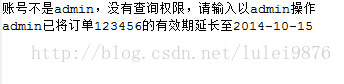 账号不是admin，没有查询权限，请输入以admin操作
admin已将订单123456的有效期延长至2014-10-15
http://blog.csdn.net/lulei9876